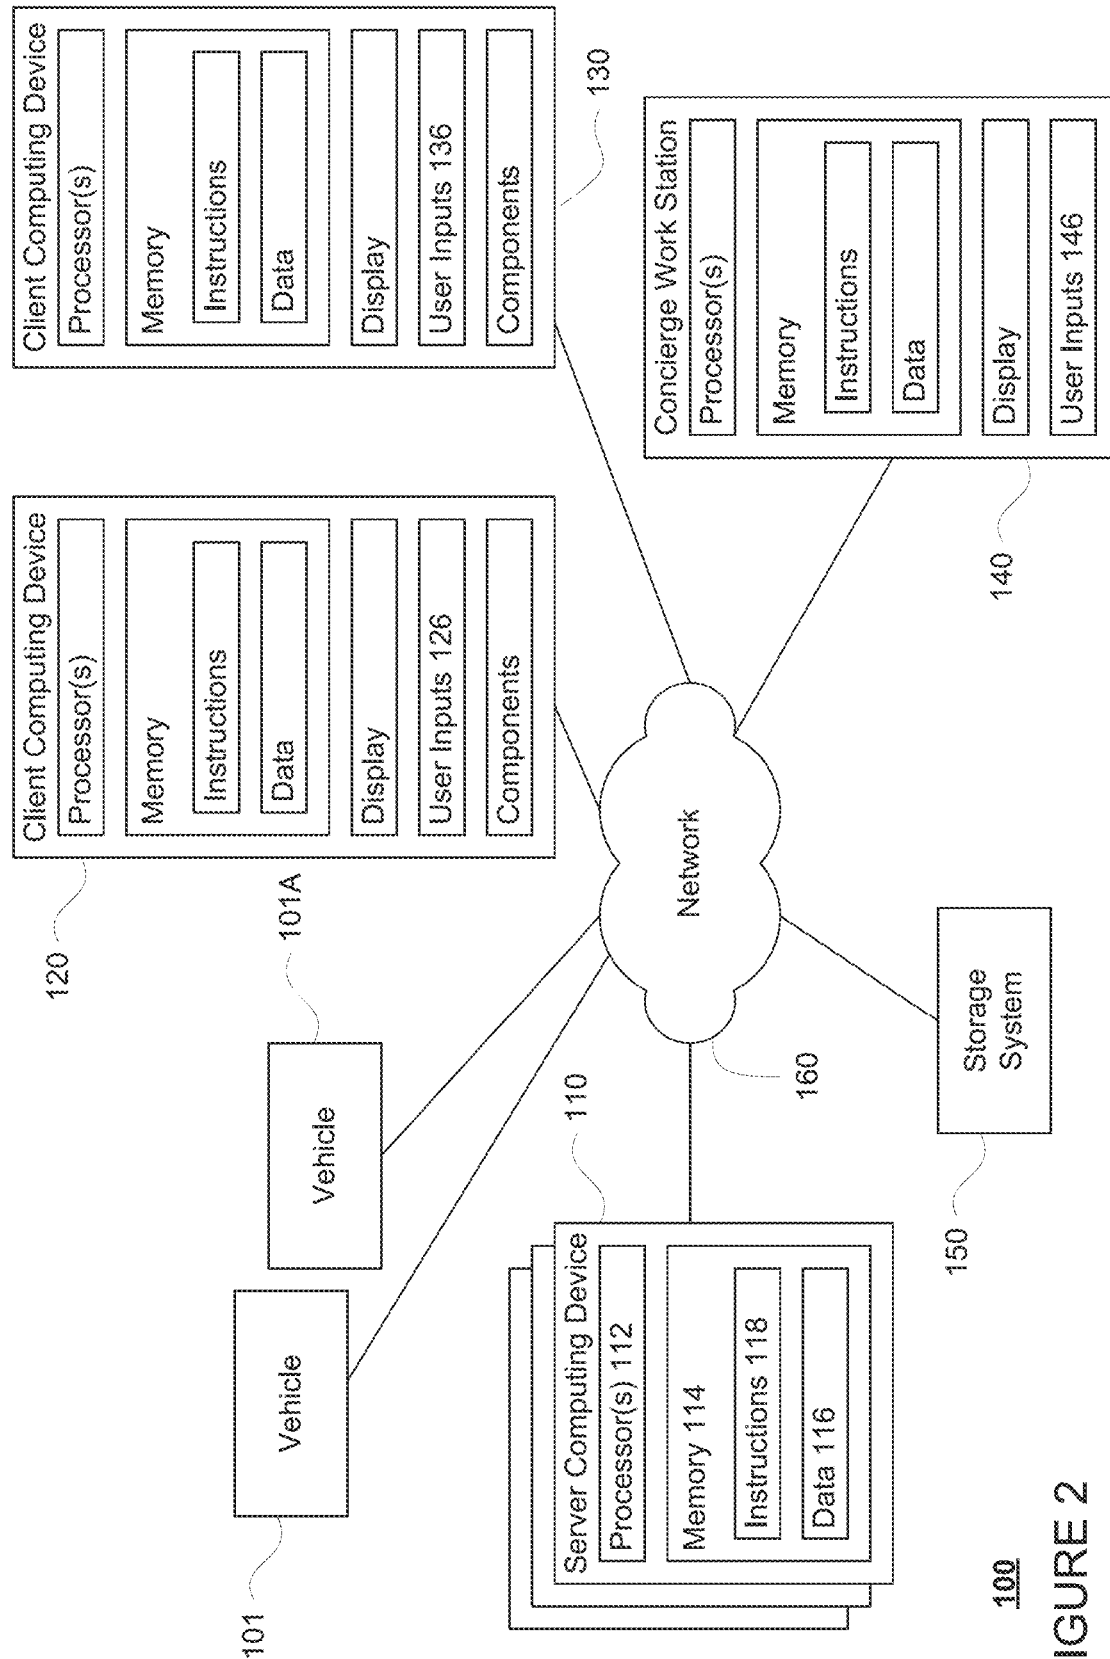 Client Computing Device
Processor(s)
Memory
Instructions
Data
Display
User Inputs 126
Components
120
Client Computing Device
Processor(s)
Memory
Instructions
Data
Display
User Inputs 136
Components
130
Vehicle
101
Vehicle
101A
Server Computing Device
Processor(s) 112
Memory 114
Instructions 118
Data 116
110
Network
160
Concierge Work Station
Processor(s)
Memory
Instructions
Data
Display
User Inputs 146
140
Storage
System
150
100
IGURE 2